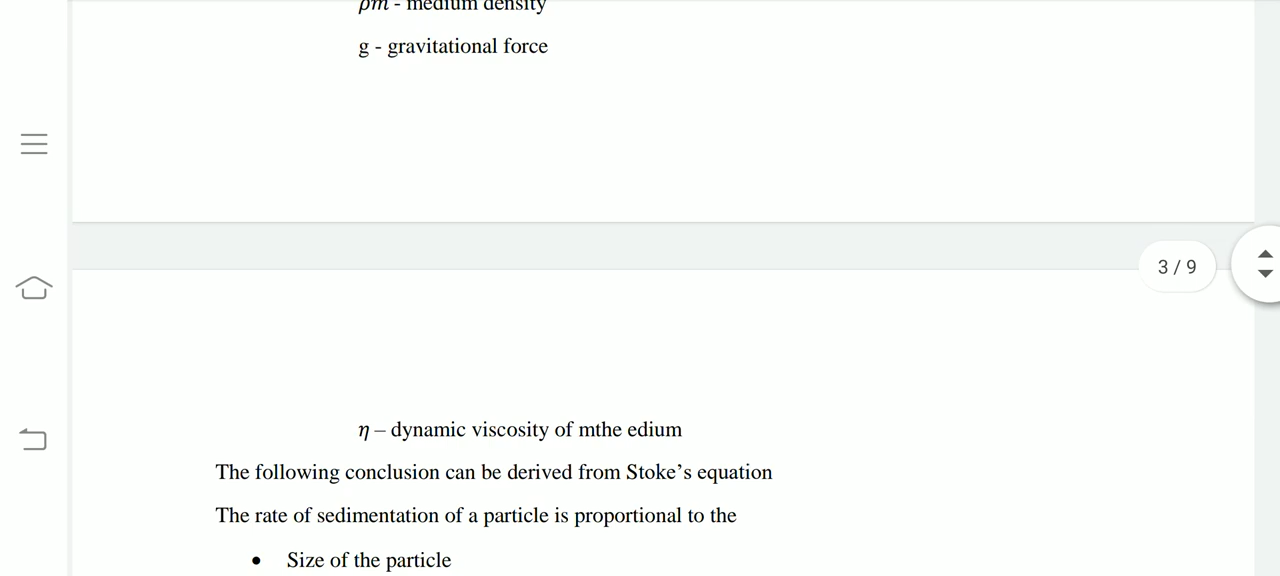 ρm - medium density
g - gravitational force
3 / 9
η – dynamic viscosity of mthe edium
The following conclusion can be derived from Stoke’s equation
The rate of sedimentation of a particle is proportional to the
• Size of the particle